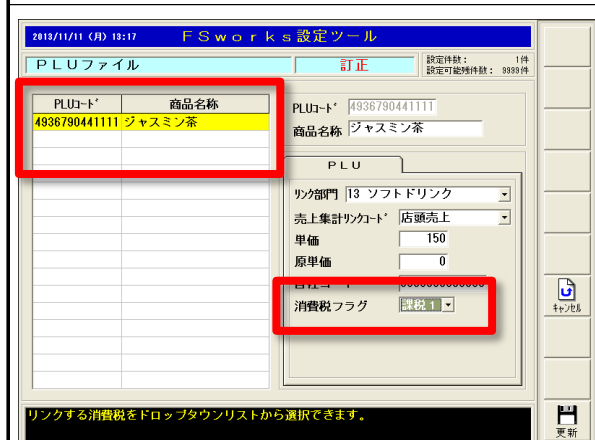 2013/11/11 (月) 13:17 FSworks設定ツール
PLUファイル 訂正 設定件数： 1件
設定可能残件数： 9999件
PLUｺｰﾄﾞ 商品名称
4936790441111 ジャスミン茶
PLUｺｰﾄﾞ 4936790441111
商品名称 ジャスミン茶
PLU
ﾘﾝｸ部門 13 ソフトドリンク
売上集計ﾘﾝｸｺｰﾄﾞ 店頭売上
単価 150
原単価 0
消費税フラグ 課税1
ｷｬﾝｾﾙ
リンクする消費税をドロップダウンリストから選択できます。
更新